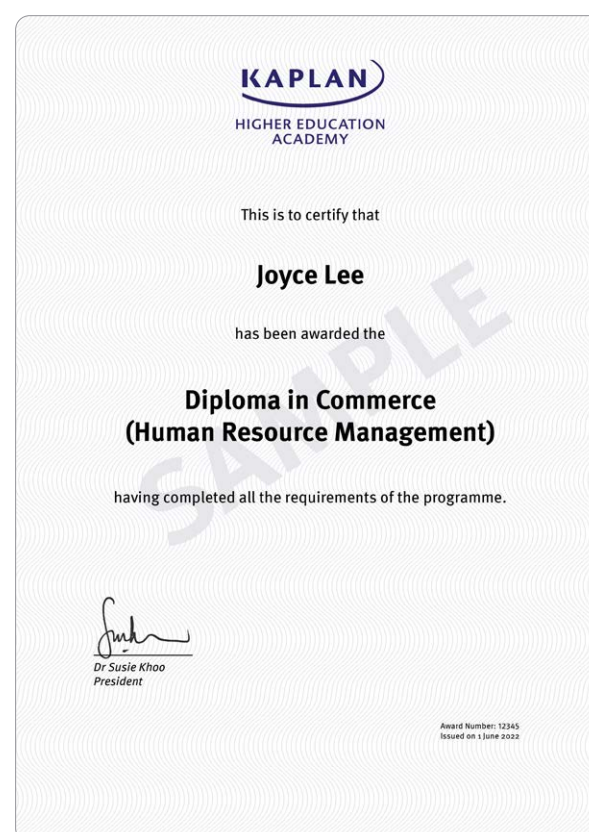 KAPLAN
HIGHER EDUCATION
ACADEMY
This is to certify that
Joyce Lee
has been awarded the
Diploma in Commerce
(Human Resource Management)
SAMPLE
having completed all the requirements of the programme.
Dr Susie Khoo
President
Award Number: 12345
Issued on 1 June 2022